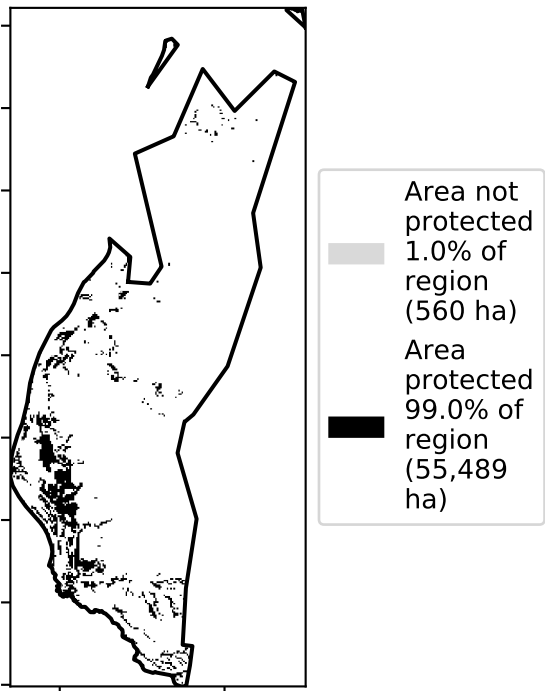 Area not
protected
1.0% of
region
(560 ha)
Area
protected
99.0% of
region
(55,489
ha)